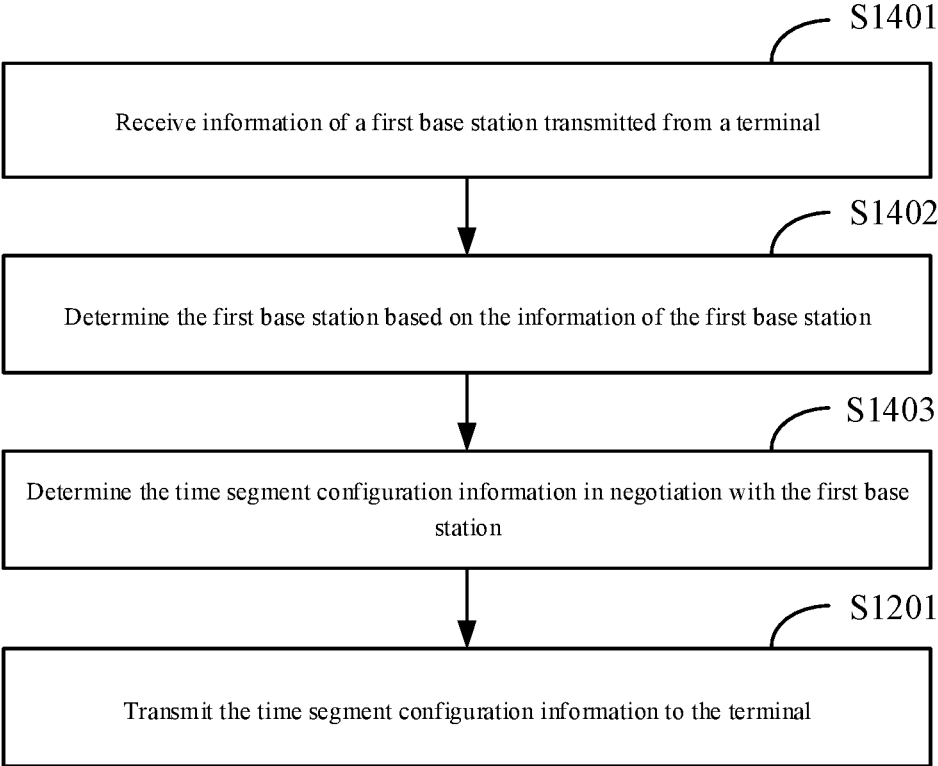 S1401
Receive information of a first base station transmitted from a terminal
S1402
Determine the first base station based on the information of the first base station
S1403
Determine the time segment configuration information in negotiation with the first base
station
S1201
Transmit the time segment configuration information to the terminal